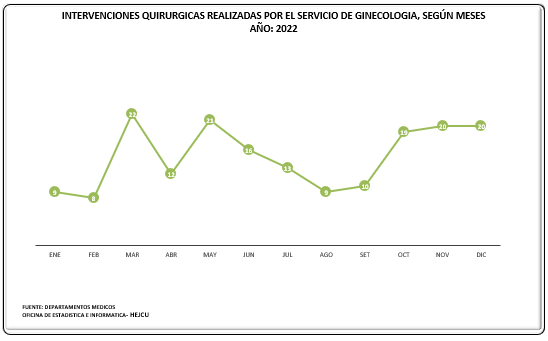 INTERVENCIONES QUIRURGICAS REALIZADAS POR EL SERVICIO DE GINECOLOGIA, SEGÚN MESES
AÑO: 2022
9 8 22 12 21 16 13 9 10 19 20 20
ENE FEB MAR ABR MAY JUN JUL AGO SET OCT NOV DIC
FUENTE: DEPARTAMENTOS MEDICOS
OFICINA DE ESTADISTICA E INFORMATICA- HEJCU